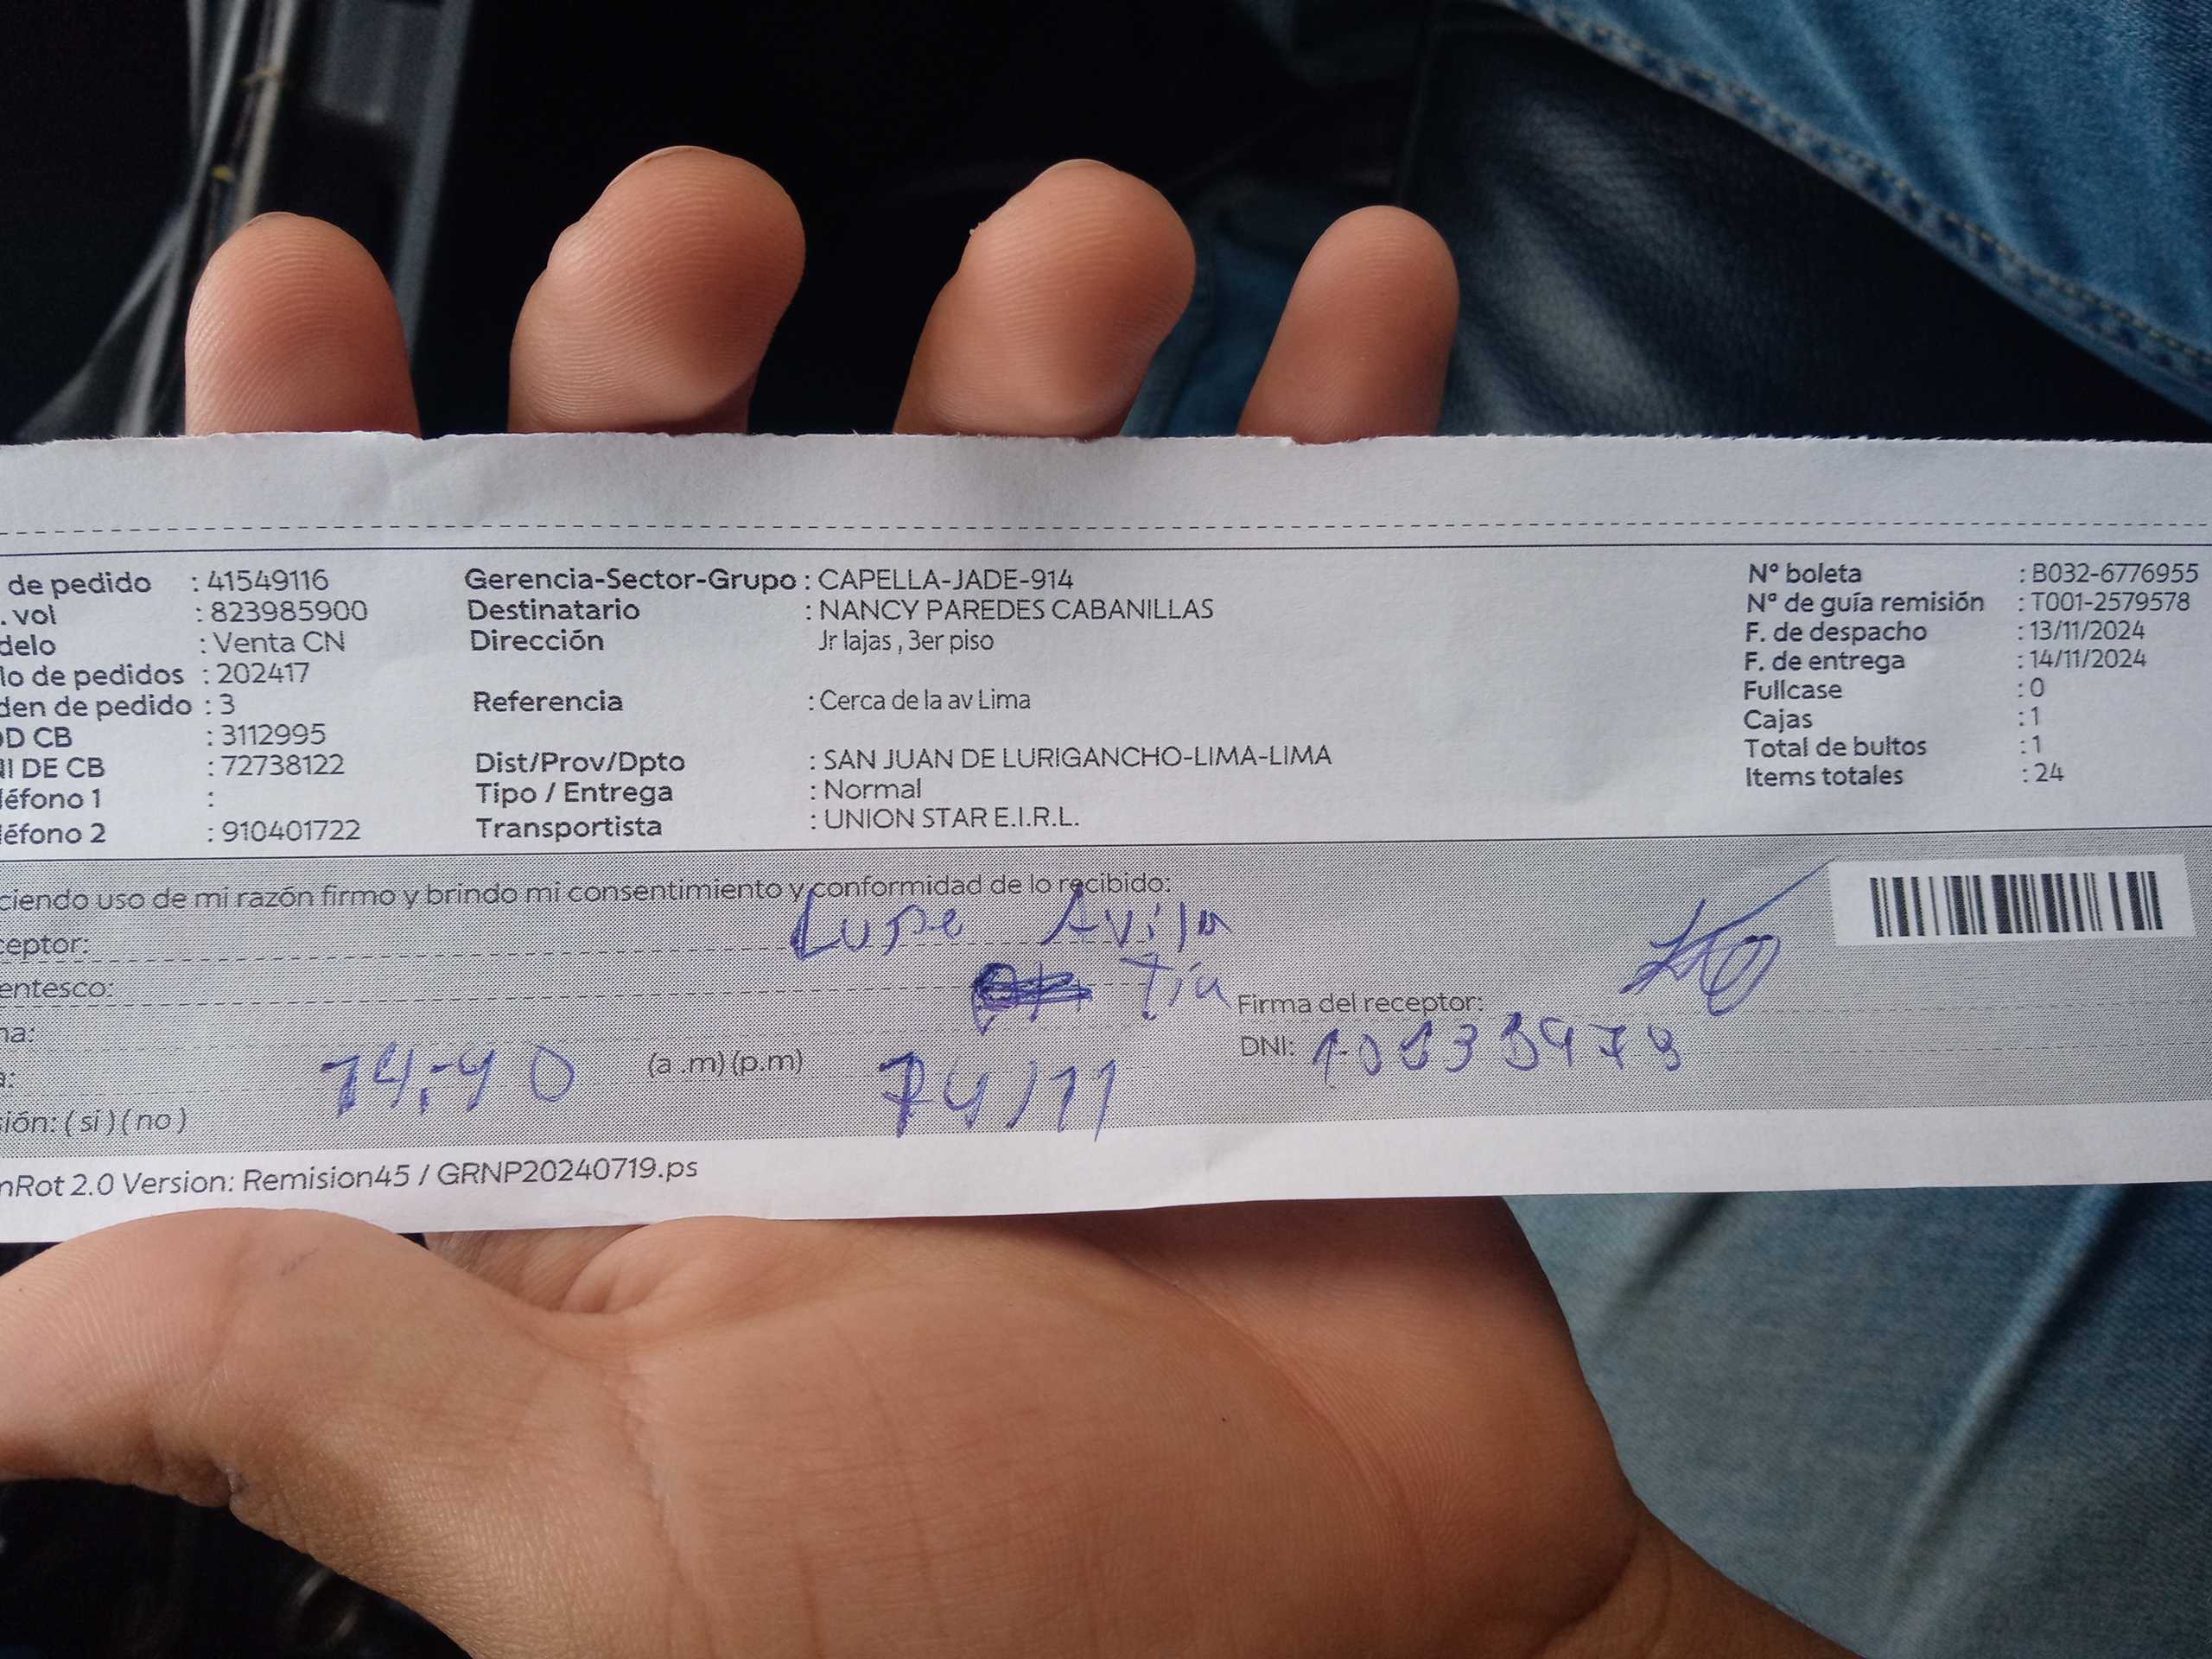 de pedido : 41549116 Gerencia-Sector-Grupo : CAPELLA-JADE-914 N° boleta : B032-6776955
. vol : 823985900 Destinatario : NANCY PAREDES CABANILLAS N° de guía remisión : T001-2579578
delo : Venta CN Dirección Jr lajas , 3er piso F. de despacho : 13/11/2024
lo de pedidos : 202417 F. de entrega : 14/11/2024
den de pedido : 3 Referencia : Cerca de la av Lima Fullcase : 0
OD CB : 3112995 Cajas : 1
NI DE CB : 72738122 Dist/Prov/Dpto : SAN JUAN DE LURIGANCHO-LIMA-LIMA Total de bultos : 1
léfono 1 : Tipo / Entrega : Normal Items totales : 24
léfono 2 : 910401722 Transportista : UNION STAR E.I.R.L.
ciendo uso de mi razón firmo y brindo mi consentimiento y conformidad de lo recibido:
ceptor: Lupe Avila
entesco: Tía Firma del receptor:
na: DNI:
a: 14:40 (a .m) (p.m) 14/11
sión: ( sí ) ( no )
nRot 2.0 Version: Remision45 / GRNP20240719.ps